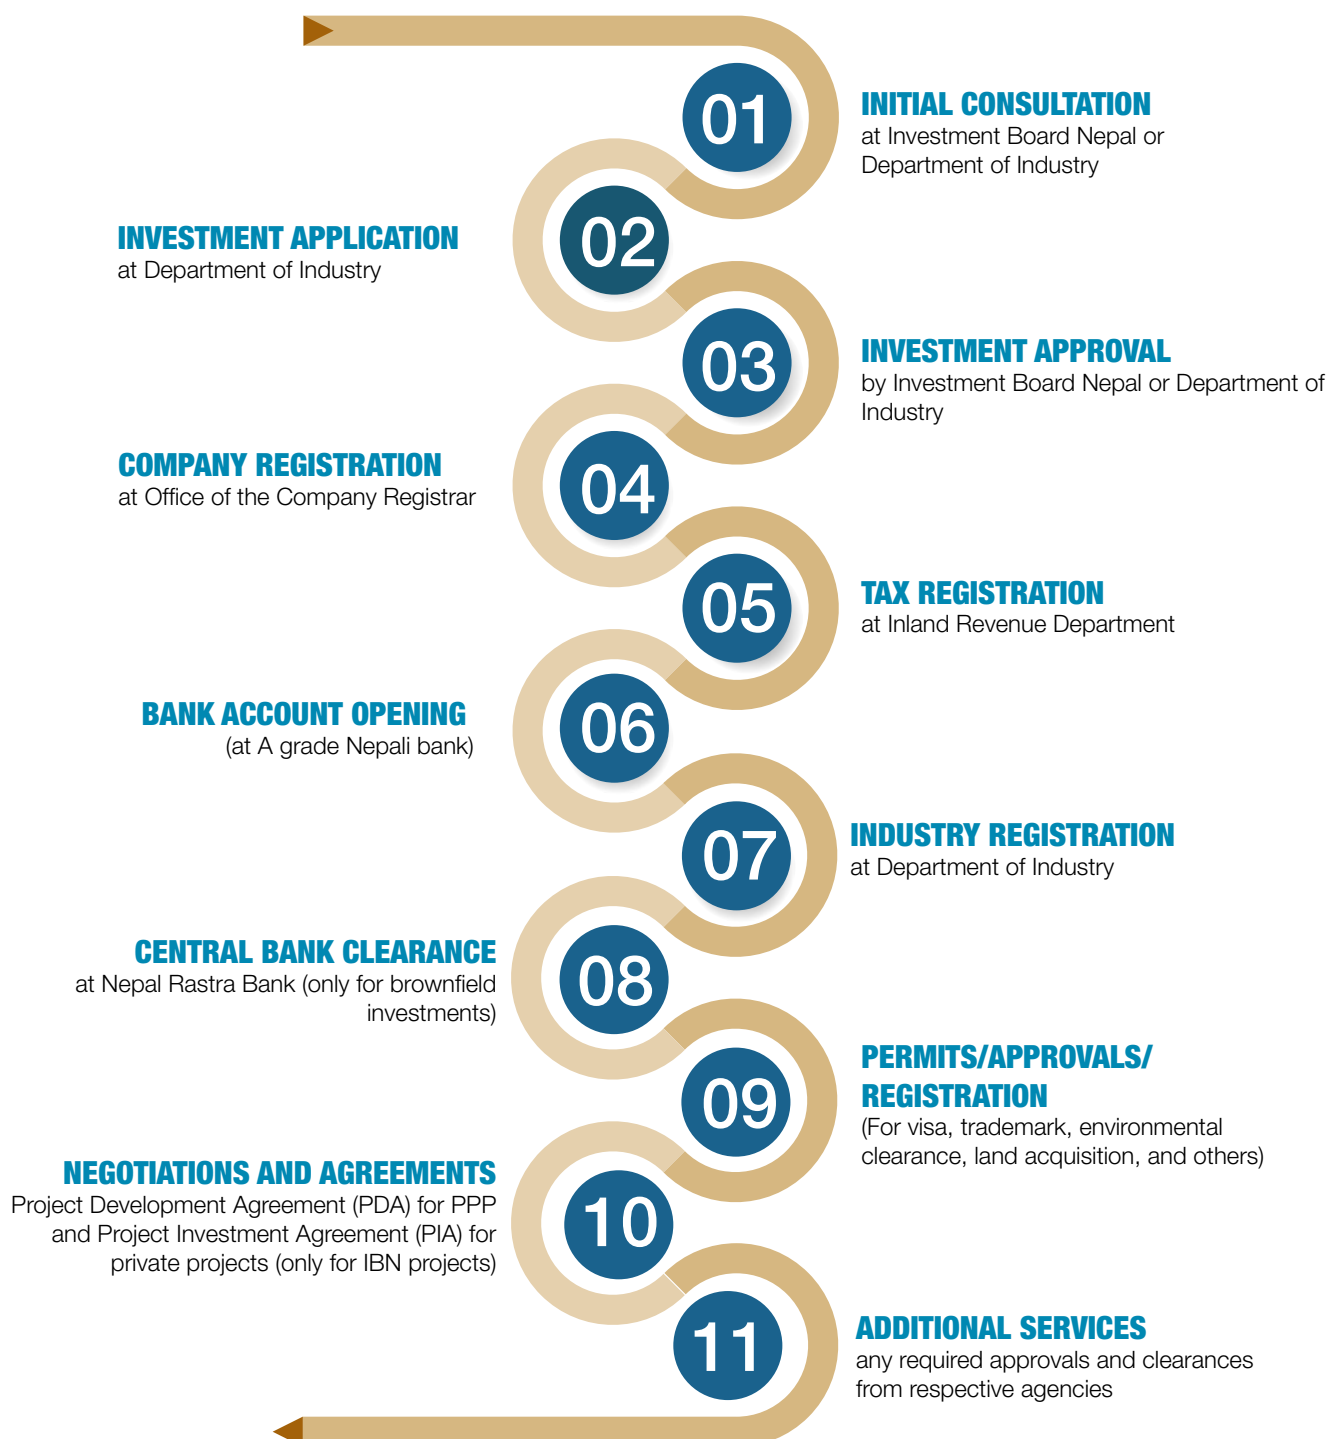 01
INITIAL CONSULTATION
at Investment Board Nepal or
Department of Industry
02
INVESTMENT APPLICATION
at Department of Industry
03
INVESTMENT APPROVAL
by Investment Board Nepal or Department of
Industry
04
COMPANY REGISTRATION
at Office of the Company Registrar
05
TAX REGISTRATION
at Inland Revenue Department
06
BANK ACCOUNT OPENING
(at A grade Nepali bank)
07
INDUSTRY REGISTRATION
at Department of Industry
08
CENTRAL BANK CLEARANCE
at Nepal Rastra Bank (only for brownfield
investments)
09
PERMITS/APPROVALS/
REGISTRATION
(For visa, trademark, environmental
clearance, land acquisition, and others)
10
NEGOTIATIONS AND AGREEMENTS
Project Development Agreement (PDA) for PPP
and Project Investment Agreement (PIA) for
private projects (only for IBN projects)
11
ADDITIONAL SERVICES
any required approvals and clearances
from respective agencies